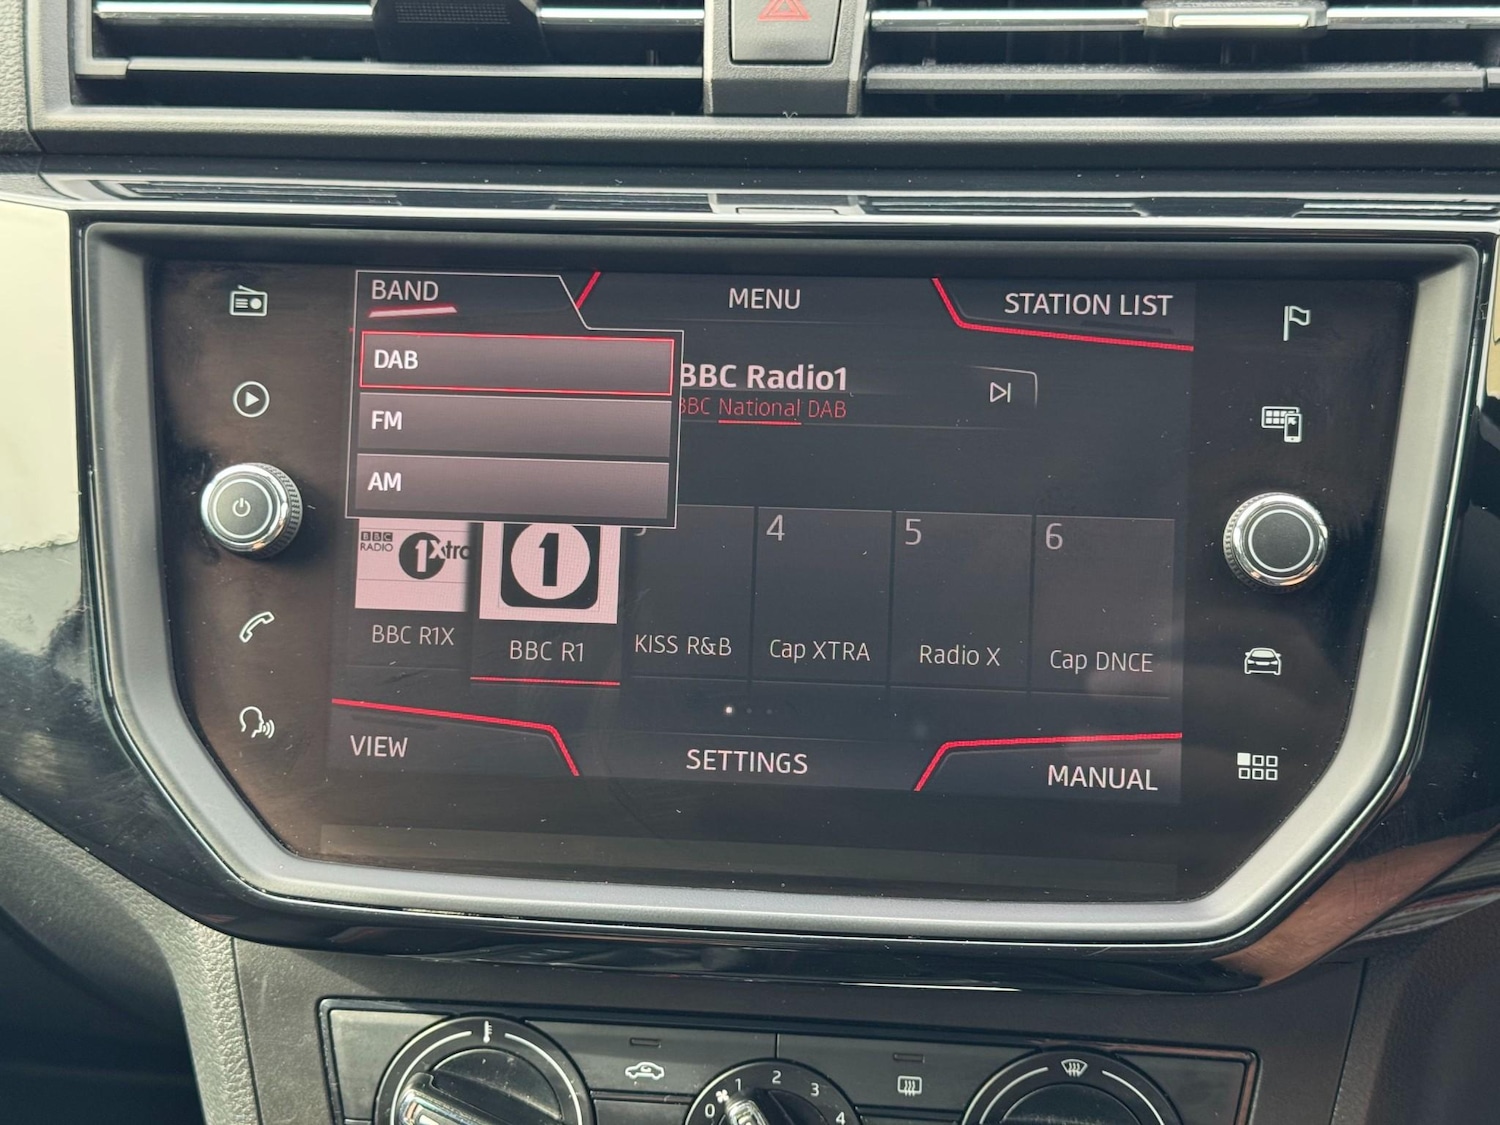 BAND
MENU
STATION LIST
DAB
FM
AM
BBC Radio1
BBC National DAB
BBC
RADIO
1Xtra
1
4
5
6
BBC R1X
BBC R1
KISS R&B
Cap XTRA
Radio X
Cap DNCE
VIEW
SETTINGS
MANUAL
0
1
2
3
4